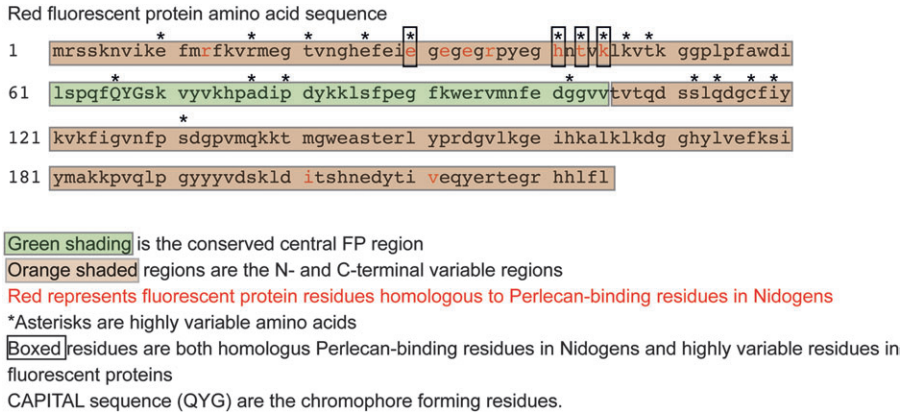 Red fluorescent protein amino acid sequence
* * * * * * * * * *
1 mrssknvike fmrfkvrmeg tvnghefeie gegegrpyeg hntvklkvtk ggplpfawdi
* * * * * * * *
61 lspqfQYGsk vyvkhpadip dykklsfpeg fkwervmnfe dggvvtvtqd sslqdgcfiy
*
121 kvkfigvnfp sdgpvmqkkt mgweasterl yprdgvlkge ihkalklkdg ghylvefksi
181 ymakkpvqlp gyyyvdskld itshnedyti veqyertegr hhlfl
Green shading is the conserved central FP region
Orange shaded regions are the N- and C-terminal variable regions
Red represents fluorescent protein residues homologous to Perlecan-binding residues in Nidogens
*Asterisks are highly variable amino acids
Boxed residues are both homologus Perlecan-binding residues in Nidogens and highly variable residues in
fluorescent proteins
CAPITAL sequence (QYG) are the chromophore forming residues.